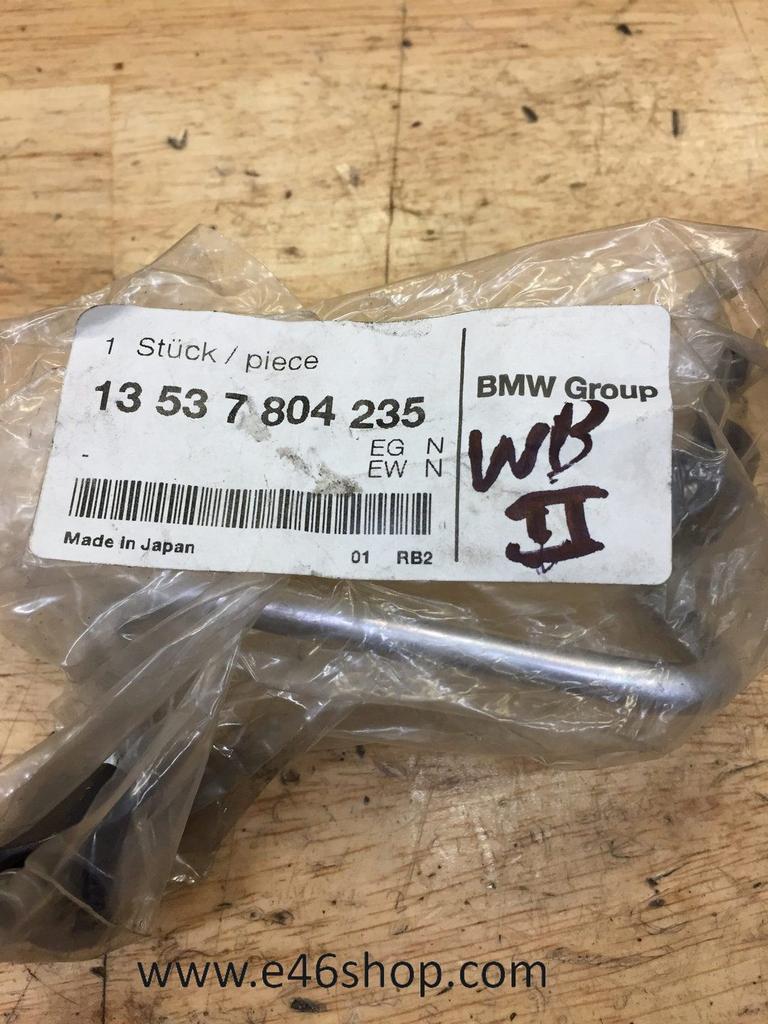 1 Stück / piece
13 53 7 804 235
EG N
EW N
-
Made in Japan
01 RB2
BMW Group
WB
II
www.e46shop.com